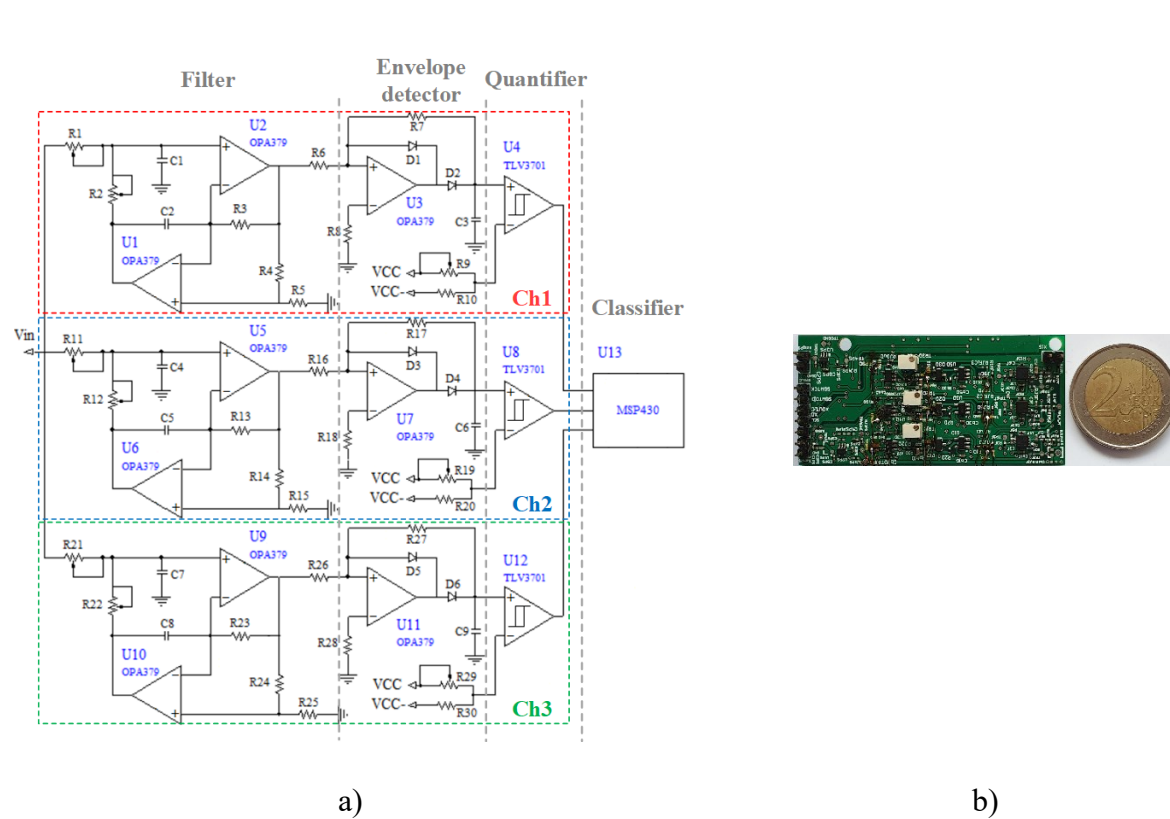 Filter
Envelope
detector
Quantifier
R1
C1
R2
C2
U2
OPA379
R3
U1
OPA379
R4
R5
R6
R7
D1
D2
U3
OPA379
R8
C3
U4
TLV3701
VCC
R9
VCC-
R10
Ch1
Classifier
Vin
R11
C4
R12
C5
U5
OPA379
R13
U6
OPA379
R14
R15
R16
R17
D3
D4
U7
OPA379
R18
C6
U8
TLV3701
VCC
R19
VCC-
R20
Ch2
U13
MSP430
R21
C7
R22
C8
U9
OPA379
R23
U10
OPA379
R24
R25
R26
R27
D5
D6
U11
OPA379
R28
C9
U12
TLV3701
VCC
R29
VCC-
R30
Ch3
2
a)
b)